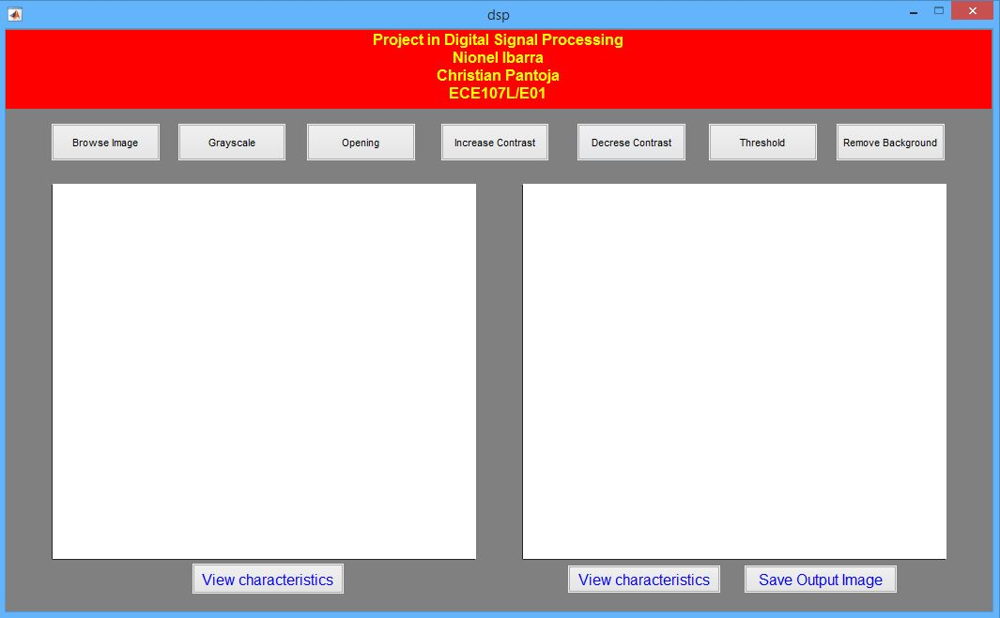 dsp
Project in Digital Signal Processing
Nionel Ibarra
Christian Pantoja
ECE107L/E01
Browse Image
Grayscale
Opening
Increase Contrast
Decrese Contrast
Threshold
Remove Background
View characteristics
View characteristics
Save Output Image